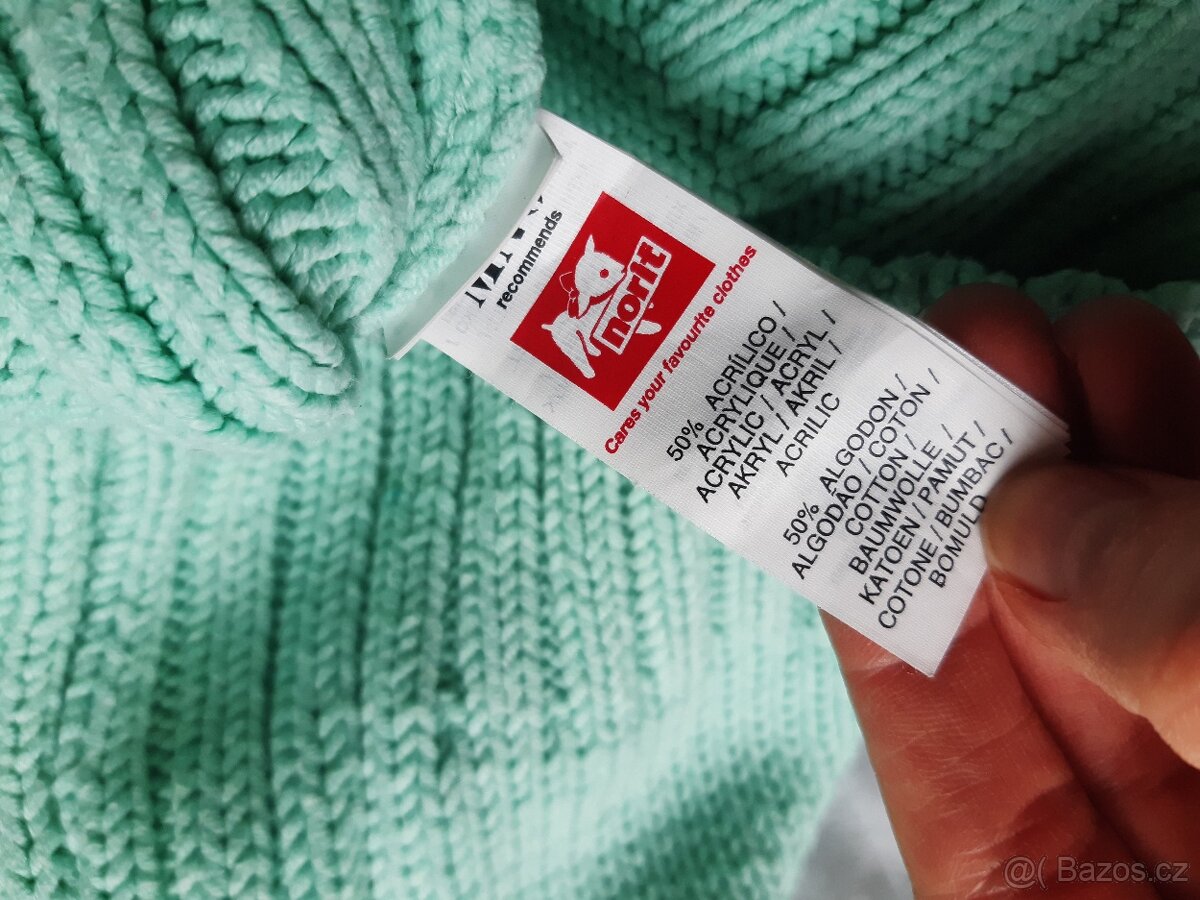 recommends
norit
Cares your favourite clothes
50% ACRÍLICO /
ACRYLIQUE /
ACRYLIC / ACRYL /
AKRYL / AKRIL /
ACRILIC
50% ALGODON /
ALGODÃO / COTON /
COTTON /
BAUMWOLLE /
KATOEN / PAMUT /
COTONE / BUMBAC /
BOMULD
@( Bazos.cz